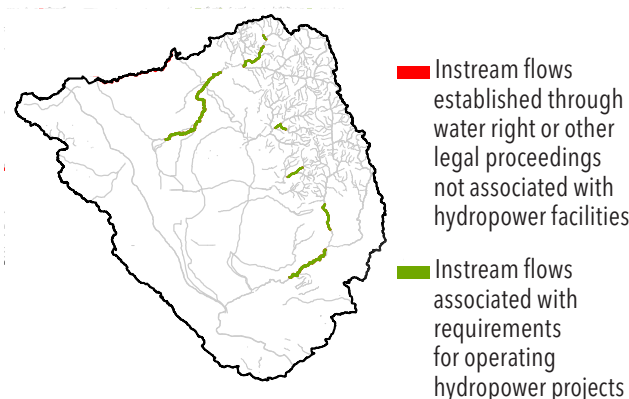 Instream flows
established through
water right or other
legal proceedings
not associated with
hydropower facilities
Instream flows
associated with
requirements
for operating
hydropower projects